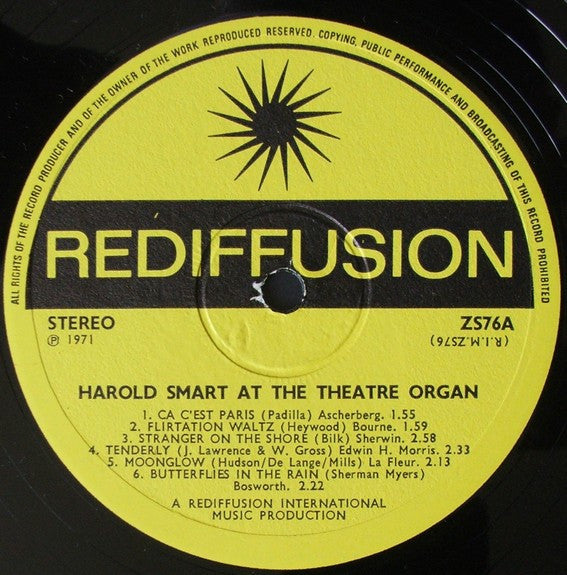 ALL RIGHTS OF THE RECORD PRODUCER AND OF THE OWNER OF THE WORK REPRODUCED RESERVED. COPYING, PUBLIC PERFORMANCE AND BROADCASTING OF THIS RECORD PROHIBITED
REDIFFUSION
STEREO
ZS76A
℗ 1971
(R.I.M.ZS76)
HAROLD SMART AT THE THEATRE ORGAN
1. CA C'EST PARIS (Padilla) Ascherberg. 1.55
2. FLIRTATION WALTZ (Heywood) Bourne. 1.59
3. STRANGER ON THE SHORE (Bilk) Sherwin. 2.58
4. TENDERLY (J. Lawrence & W. Gross) Edwin H. Morris. 2.33
5. MOONGLOW (Hudson/De Lange/Mills) La Fleur. 2.13
6. BUTTERFLIES IN THE RAIN (Sherman Myers)
Bosworth. 2.22
A REDIFFUSION INTERNATIONAL
MUSIC PRODUCTION